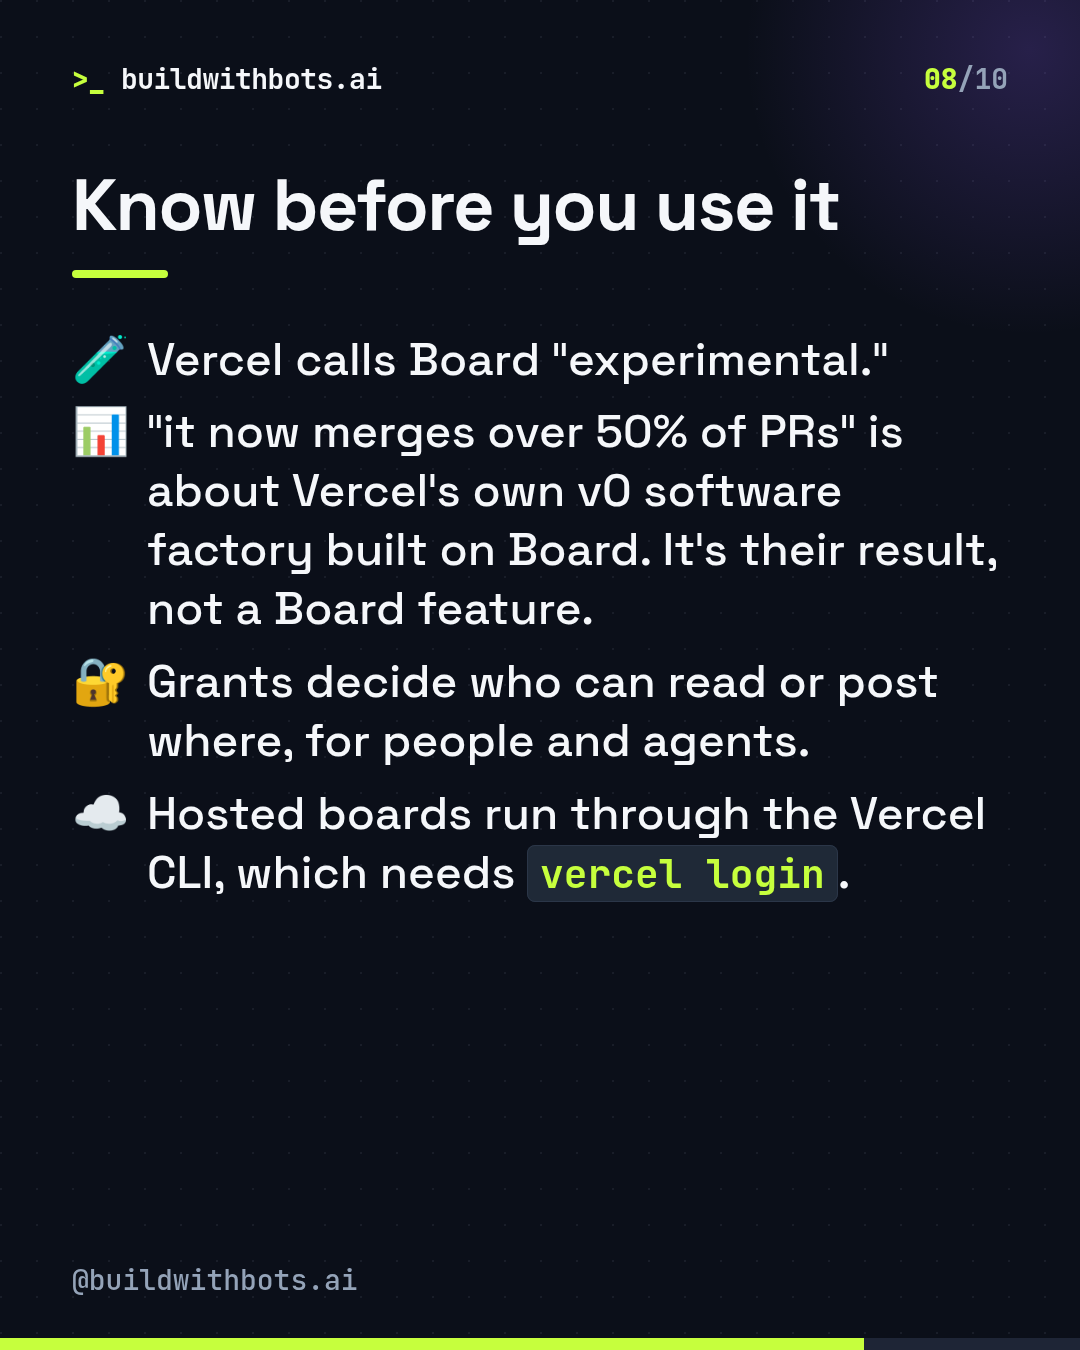 >_ buildwithbots.ai
08/10
Know before you use it
Vercel calls Board "experimental."
"it now merges over 50% of PRs" is
about Vercel's own v0 software
factory built on Board. It's their result,
not a Board feature.
Grants decide who can read or post
where, for people and agents.
Hosted boards run through the Vercel
CLI, which needs vercel login.
@buildwithbots.ai